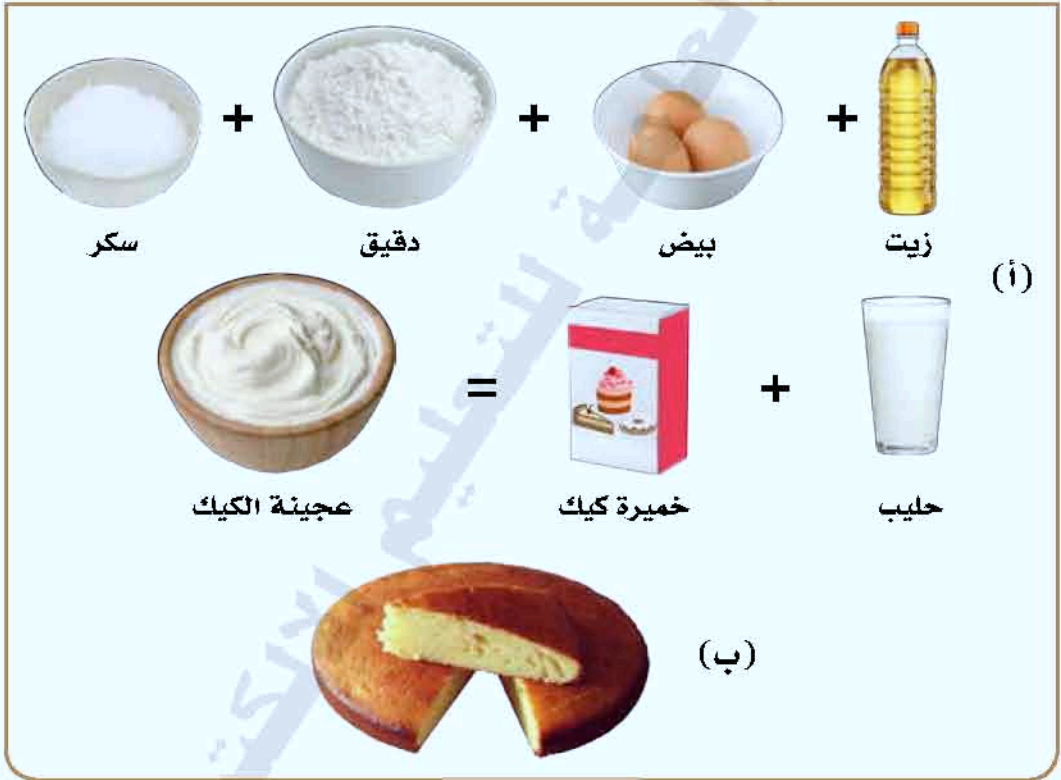 زيت + بيض + دقيق + سكر
(أ)
حليب + خميرة كيك = عجينة الكيك
(ب)